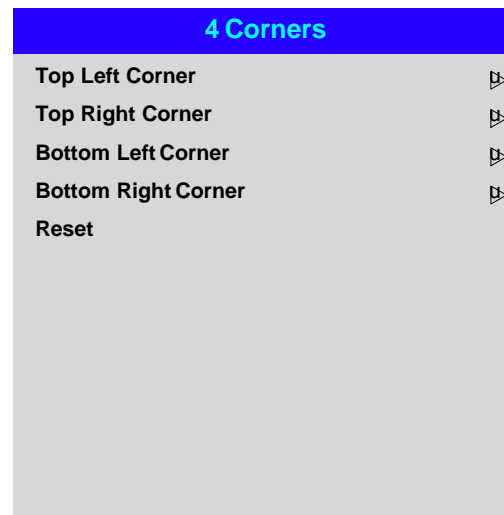 4 Corners
Top Left Corner
Top Right Corner
Bottom Left Corner
Bottom Right Corner
Reset